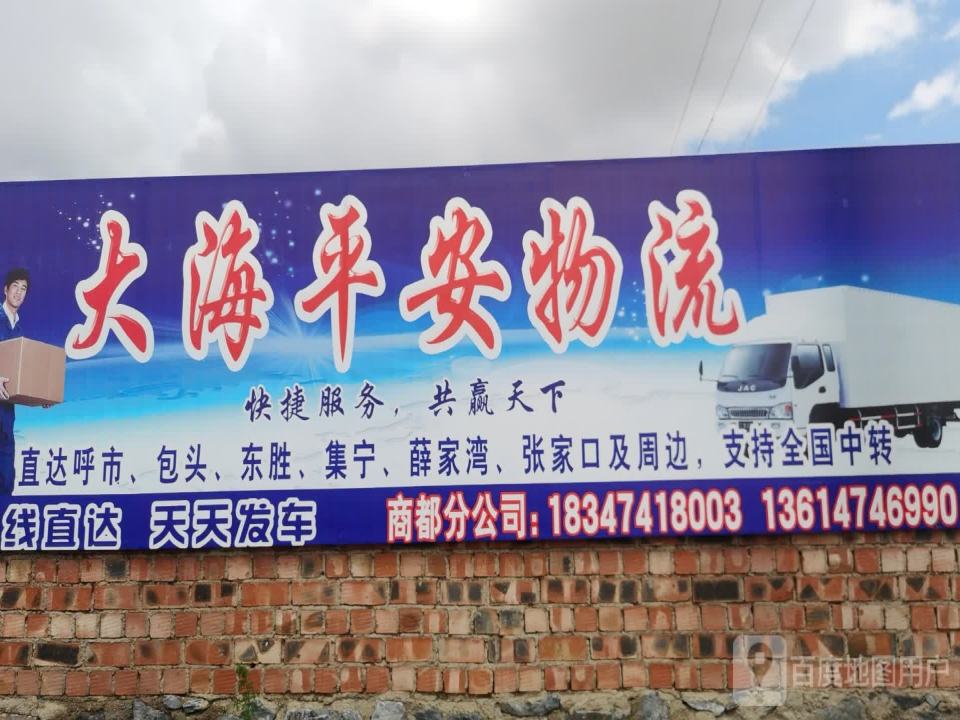 大海平安物流
快捷服务，共赢天下
JAC
直达呼市、包头、东胜、集宁、薛家湾、张家口及周边，支持全国中转
线直达 天天发车 商都分公司：18347418003 13614746990
百度地图用户